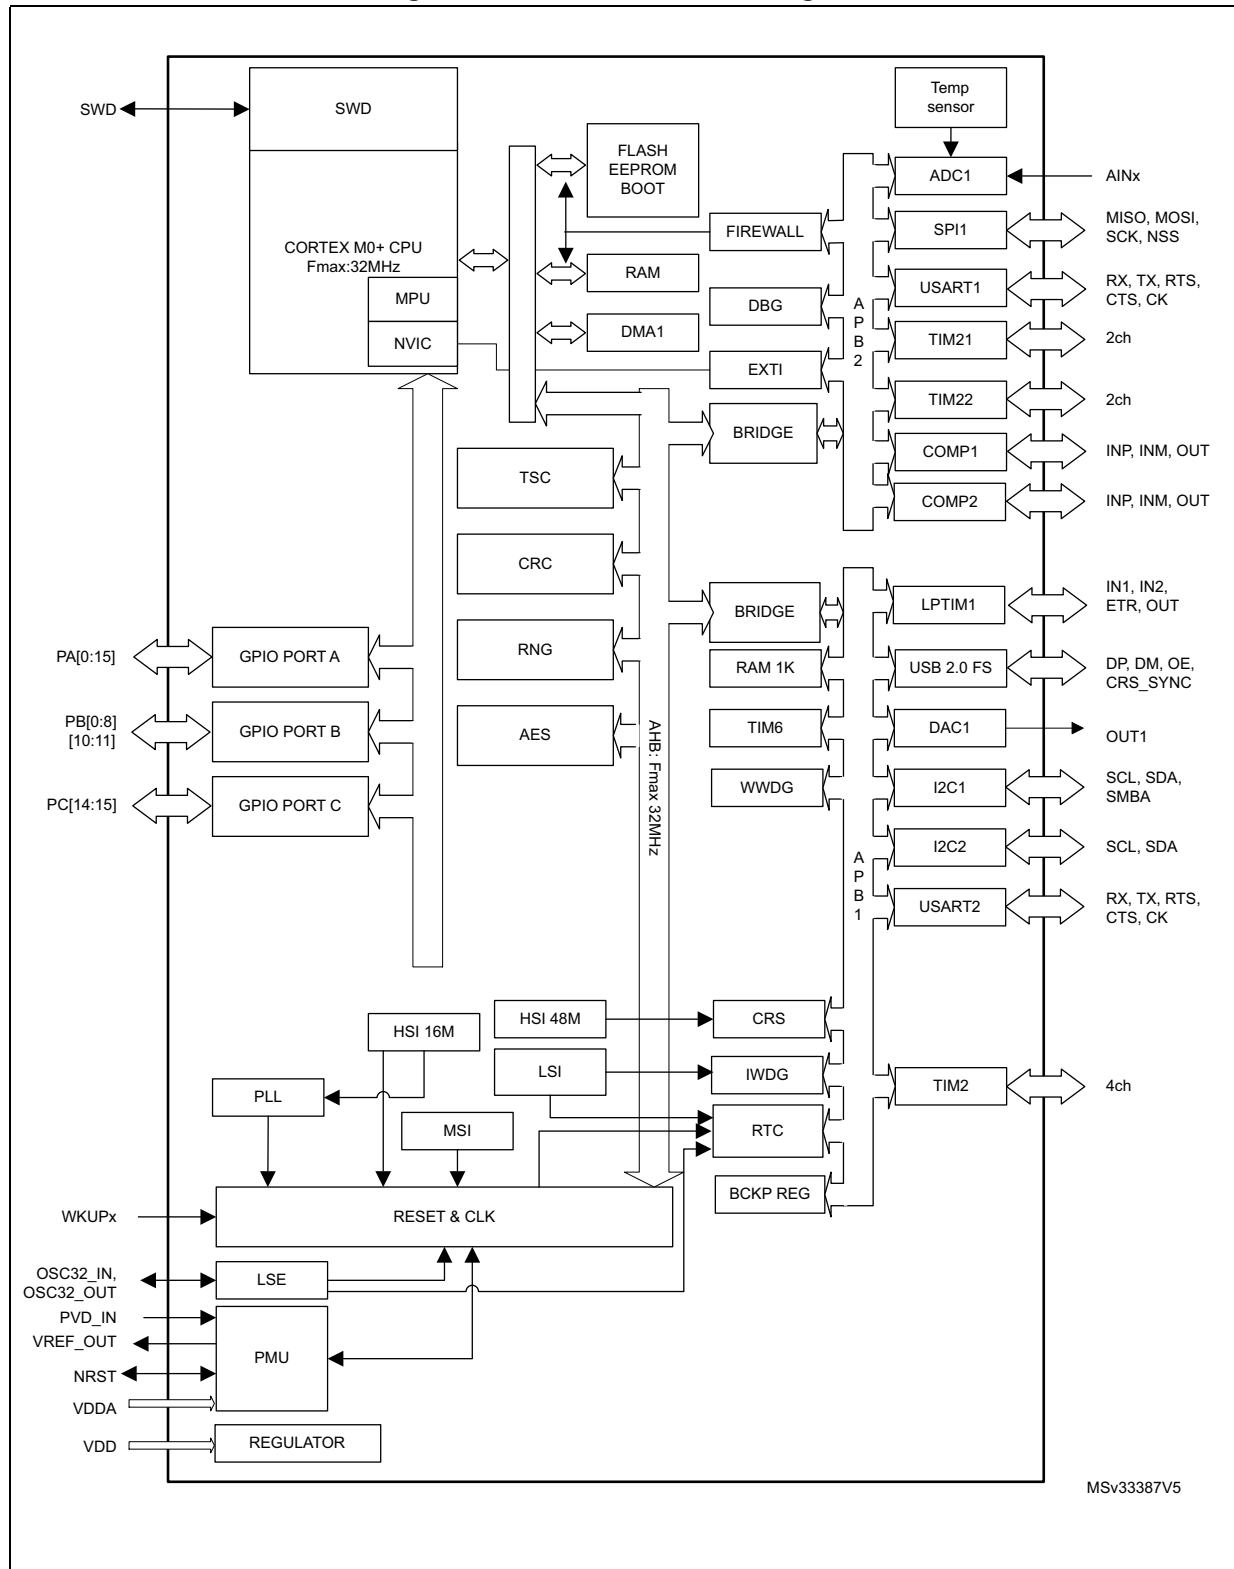 SWD
SWD
CORTEX M0+ CPU
Fmax:32MHz
MPU
NVIC
FLASH
EEPROM
BOOT
RAM
DMA1
FIREWALL
DBG
EXTI
BRIDGE
Temp
sensor
ADC1
AINx
SPI1
MISO, MOSI,
SCK, NSS
USART1
RX, TX, RTS,
CTS, CK
TIM21
2ch
TIM22
2ch
COMP1
INP, INM, OUT
COMP2
INP, INM, OUT
A
P
B
2
TSC
CRC
RNG
AES
AHB: Fmax 32MHz
PA[0:15]
GPIO PORT A
PB[0:8]
[10:11]
GPIO PORT B
PC[14:15]
GPIO PORT C
BRIDGE
RAM 1K
TIM6
WWDG
A
P
B
1
LPTIM1
IN1, IN2,
ETR, OUT
USB 2.0 FS
DP, DM, OE,
CRS_SYNC
DAC1
OUT1
I2C1
SCL, SDA,
SMBA
I2C2
SCL, SDA
USART2
RX, TX, RTS,
CTS, CK
TIM2
4ch
HSI 16M
HSI 48M
CRS
LSI
IWDG
PLL
MSI
RTC
BCKP REG
WKUPx
RESET & CLK
OSC32_IN,
OSC32_OUT
LSE
PVD_IN
VREF_OUT
NRST
VDDA
PMU
VDD
REGULATOR
MSv33387V5